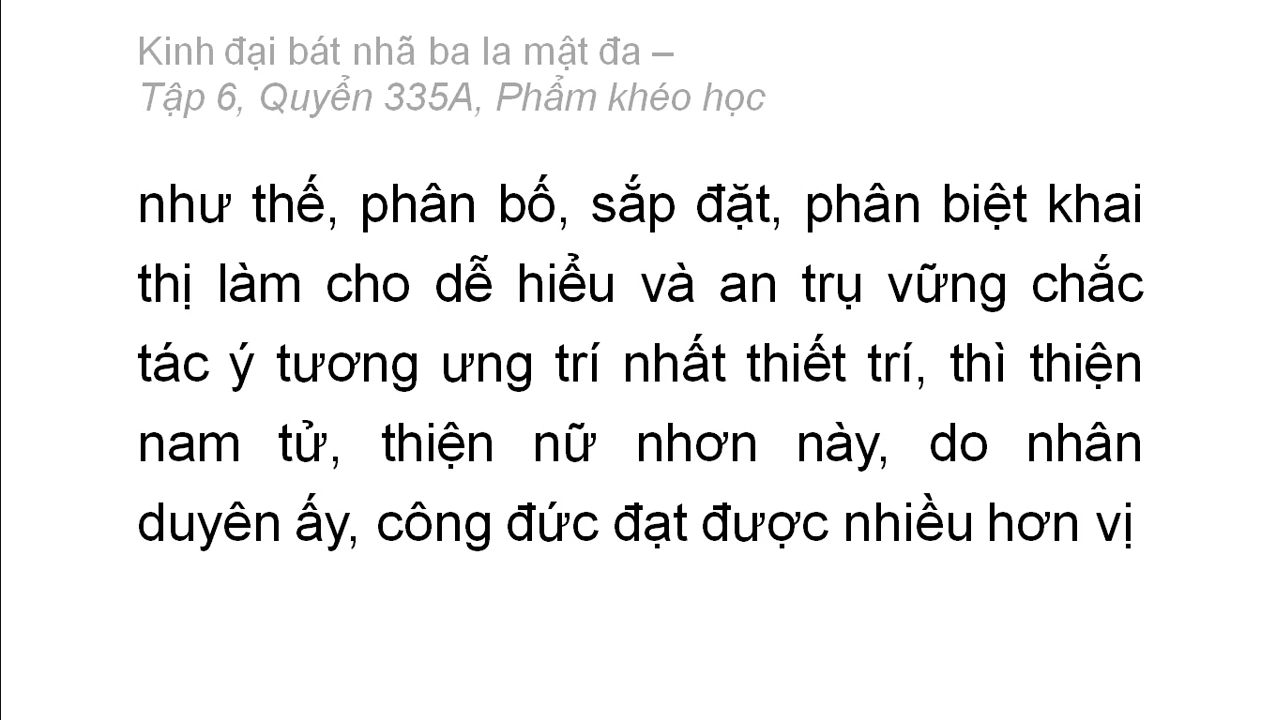 Kinh đại bát nhã ba la mật đa –
Tập 6, Quyển 335A, Phẩm khéo học
như thế, phân bố, sắp đặt, phân biệt khai
thị làm cho dễ hiểu và an trụ vững chắc
tác ý tương ưng trí nhất thiết trí, thì thiện
nam tử, thiện nữ nhơn này, do nhân
duyên ấy, công đức đạt được nhiều hơn vị